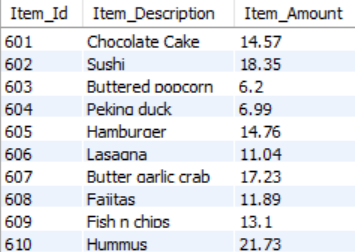 Item_Id Item_Description Item_Amount
601 Chocolate Cake 14.57
602 Sushi 18.35
603 Buttered popcorn 6.2
604 Peking duck 6.99
605 Hamburger 14.76
606 Lasagna 11.04
607 Butter garlic crab 17.23
608 Fajitas 11.89
609 Fish n chips 13.1
610 Hummus 21.73